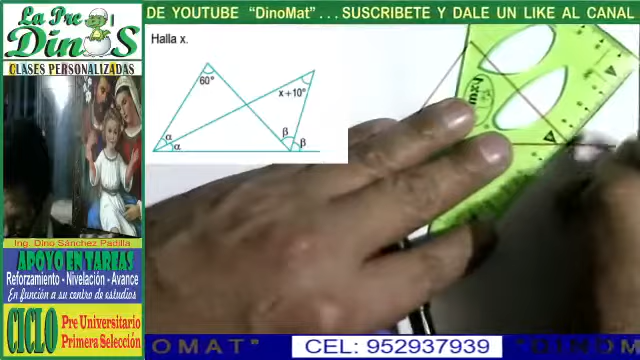 La Pre
DinoS
CLASES PERSONALIZADAS
DE YOUTUBE "DinoMat"... SUSCRIBETE Y DALE UN LIKE AL CANAL
Halla x.
60°
x+10°
α
α
β
β
Ing. Dino Sánchez Padilla
APOYO EN TAREAS
Reforzamiento - Nivelación - Avance
En función a su centro de estudios
CICLO Pre Universitario
Primera Selección
OMAT"
CEL: 952937939